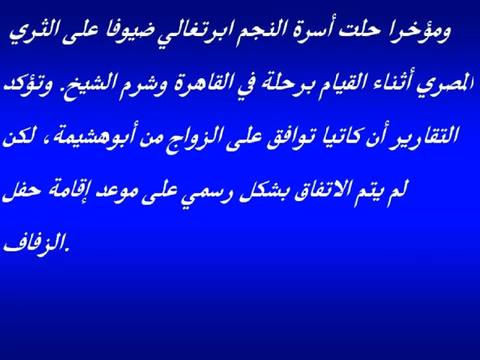 ومؤخرا حلت أسرة النجم ابرتغالي ضيوفا على الثري
المصري أثناء القيام برحلة في القاهرة وشرم الشيخ. وتؤكد
التقارير أن كاتيا توافق على الزواج من أبوهشيمة، لكن
لم يتم الاتفاق بشكل رسمي على موعد إقامة حفل
الزفاف.